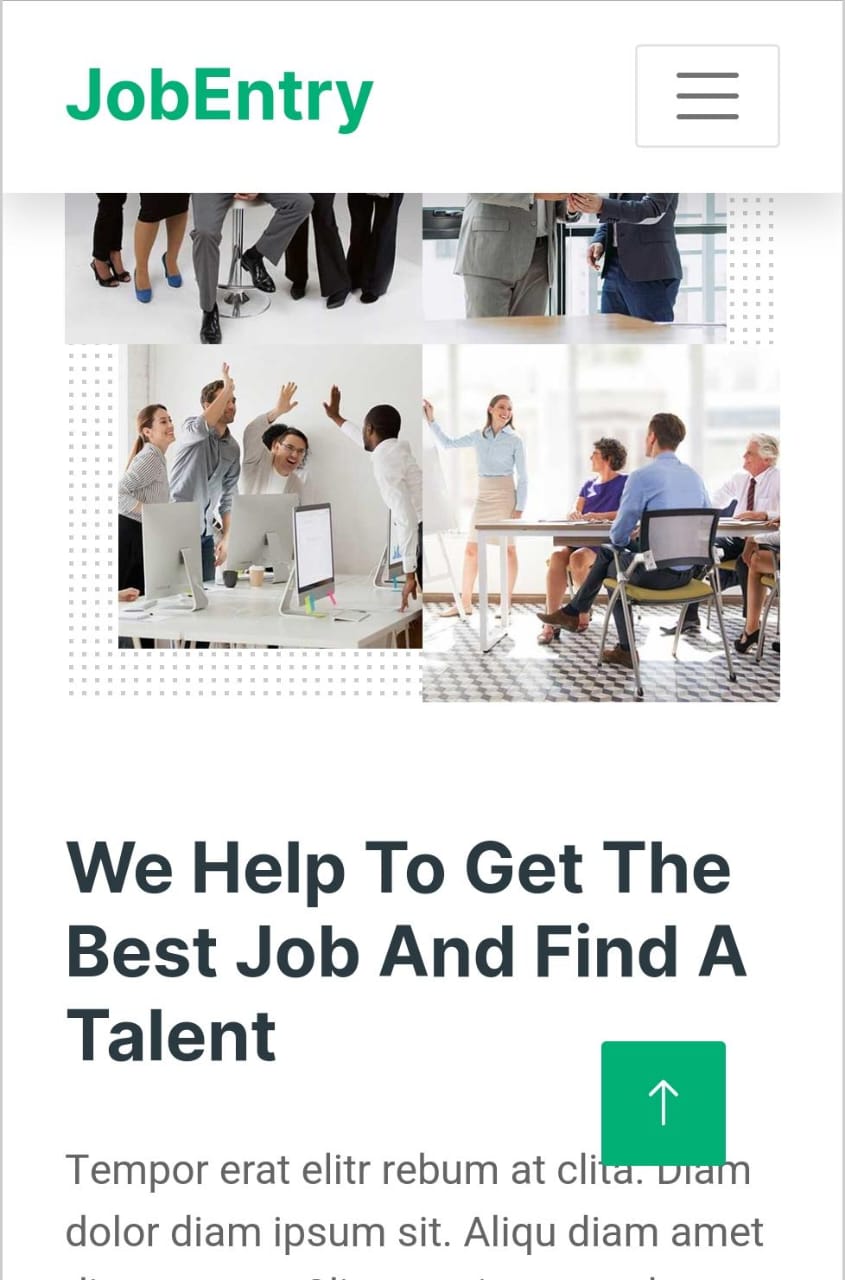 JobEntry
We Help To Get The
Best Job And Find A
Talent
Tempor erat elitr rebum at clita. Diam
dolor diam ipsum sit. Aliqu diam amet